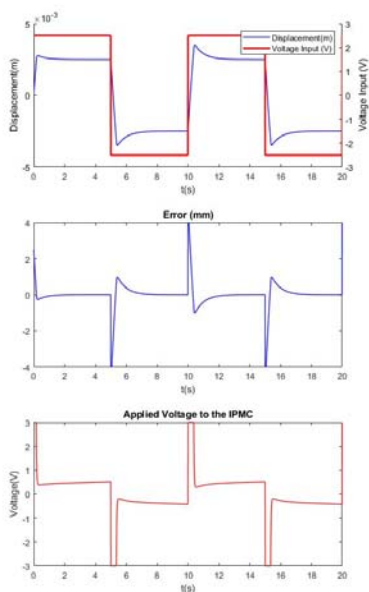 ×10⁻³
5
0
-5
Displacement(m)
3
2
1
0
-1
-2
-3
Voltage Input (V)
Displacement(m)
Voltage Input (V)
0 2 4 6 8 10 12 14 16 18 20
t(s)
Error (mm)
4
2
0
-2
-4
0 2 4 6 8 10 12 14 16 18 20
t(s)
Applied Voltage to the IPMC
3
2
1
0
-1
-2
-3
Voltage(V)
0 2 4 6 8 10 12 14 16 18 20
t(s)